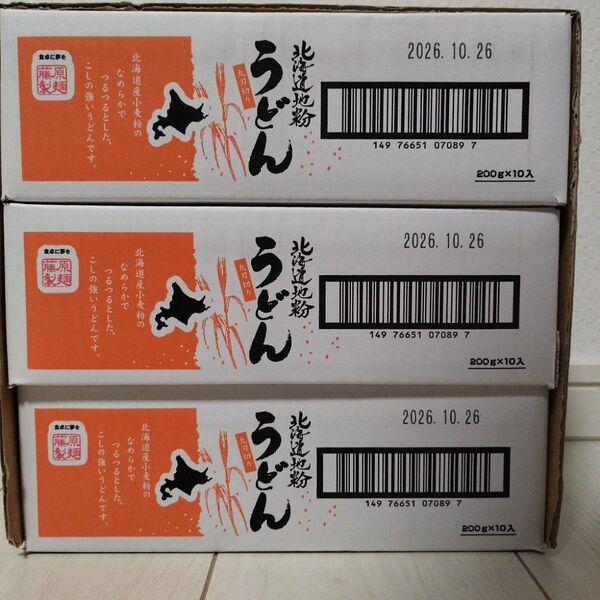 食卓に夢を
藤原製麺
北海道産小麦粉の
なめらかで
つるつるとした、
こしの強いうどんです。
丸刃切り
うどん
北海道地粉
2026.10.26
149 76651 07089 7
200g×10入
食卓に夢を
藤原製麺
北海道産小麦粉の
なめらかで
つるつるとした、
こしの強いうどんです。
丸刃切り
うどん
北海道地粉
2026.10.26
149 76651 07089 7
200g×10入
食卓に夢を
藤原製麺
北海道産小麦粉の
なめらかで
つるつるとした、
こしの強いうどんです。
丸刃切り
うどん
北海道地粉
2026.10.26
149 76651 07089 7
200g×10入